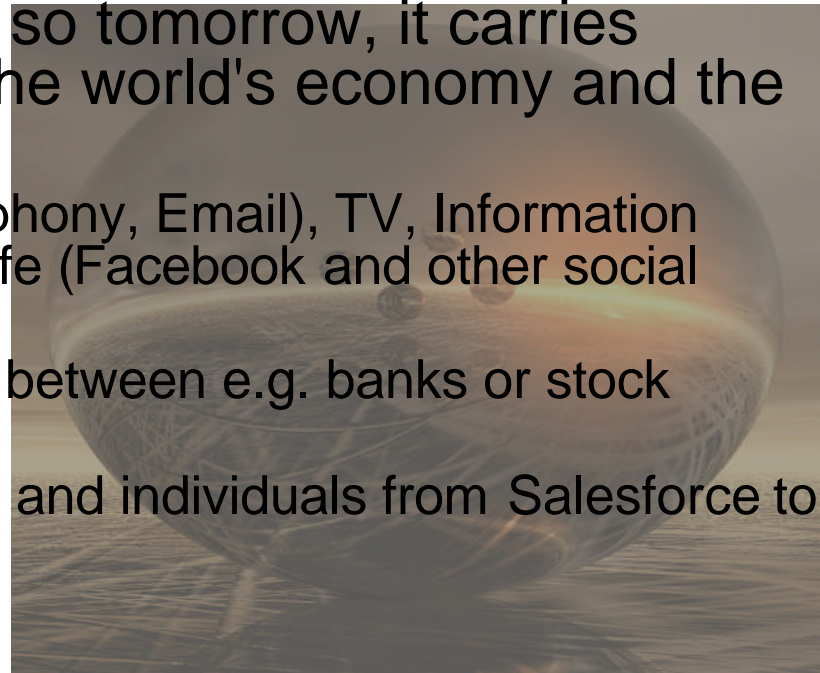 so tomorrow, it carries
he world's economy and the
phony, Email), TV, Information
fe (Facebook and other social
between e.g. banks or stock
and individuals from Salesforce to